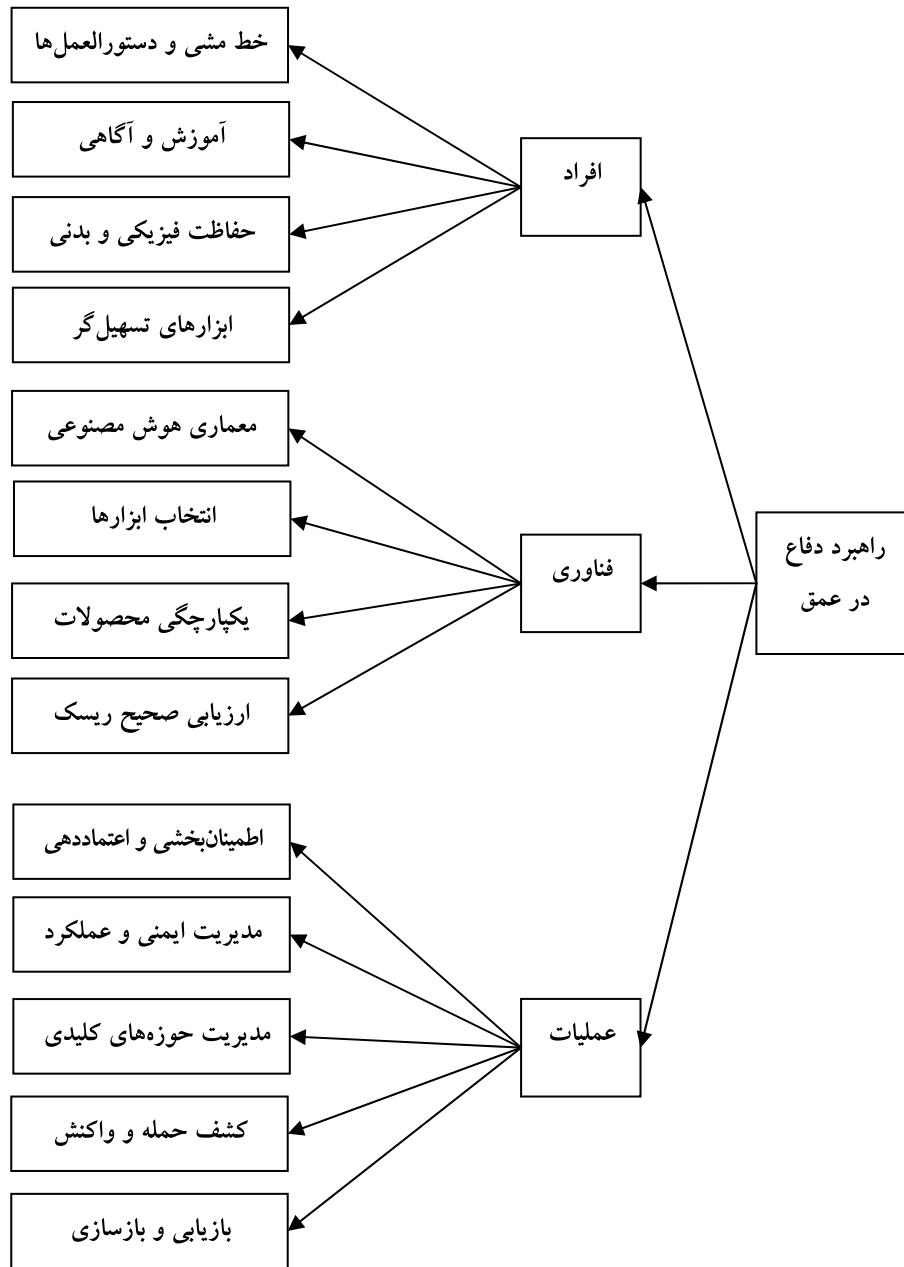 راهبرد دفاع
در عمق
افراد
خط مشی و دستورالعمل‌ها
آموزش و آگاهی
حفاظت فیزیکی و بدنی
ابزارهای تسهیل‌گر
فناوری
معماری هوش مصنوعی
انتخاب ابزارها
یکپارچگی محصولات
ارزیابی صحیح ریسک
عملیات
اطمینان‌بخشی و اعتماددهی
مدیریت ایمنی و عملکرد
مدیریت حوزه‌های کلیدی
کشف حمله و واکنش
بازیابی و بازسازی